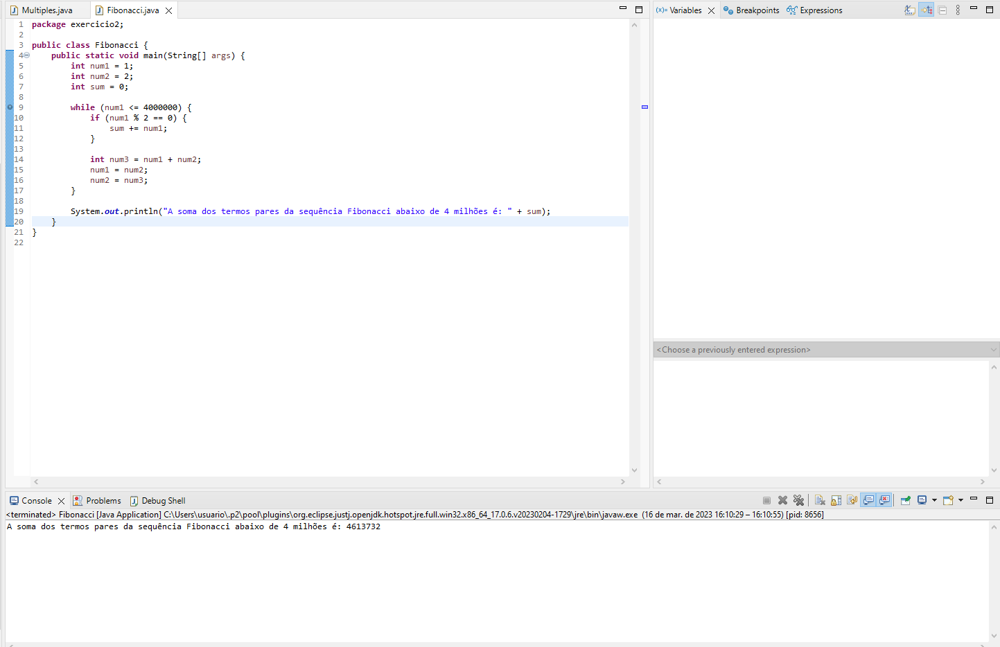 Multiples.java Fibonacci.java
1 package exercicio2;
2
3 public class Fibonacci {
4 public static void main(String[] args) {
5 int num1 = 1;
6 int num2 = 2;
7 int sum = 0;
8
9 while (num1 <= 4000000) {
10 if (num1 % 2 == 0) {
11 sum += num1;
12 }
13
14 int num3 = num1 + num2;
15 num1 = num2;
16 num2 = num3;
17 }
18
19 System.out.println("A soma dos termos pares da sequência Fibonacci abaixo de 4 milhões é: " + sum);
20 }
21 }
22
(x)= Variables Breakpoints Expressions
<Choose a previously entered expression>
Console Problems Debug Shell
<terminated> Fibonacci [Java Application] C:\Users\usuario\.p2\pool\plugins\org.eclipse.justj.openjdk.hotspot.jre.full.win32.x86_64_17.0.6.v20230204-1729\jre\bin\javaw.exe (16 de mar. de 2023 16:10:29 – 16:10:55) [pid: 8656]
A soma dos termos pares da sequência Fibonacci abaixo de 4 milhões é: 4613732